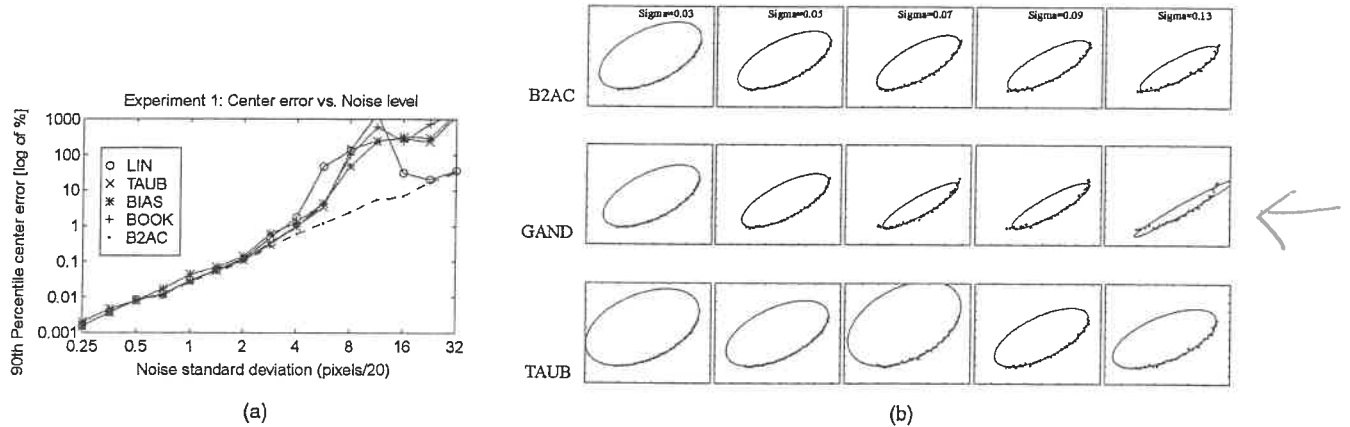 Experiment 1: Center error vs. Noise level
90th Percentile center error [log of %]
1000
100
10
1
0.1
0.01
0.001
LIN
TAUB
BIAS
BOOK
B2AC
0.25 0.5 1 2 4 8 16 32
Noise standard deviation (pixels/20)
(a)
Sigma=0.03 Sigma=0.05 Sigma=0.07 Sigma=0.09 Sigma=0.13
B2AC
GAND
TAUB
(b)